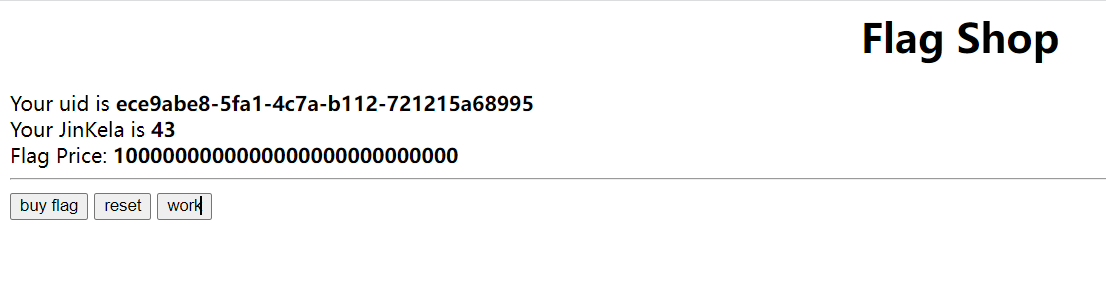 Flag Shop
Your uid is ece9abe8-5fa1-4c7a-b112-721215a68995
Your JinKela is 43
Flag Price: 1000000000000000000000000000
buy flag reset work